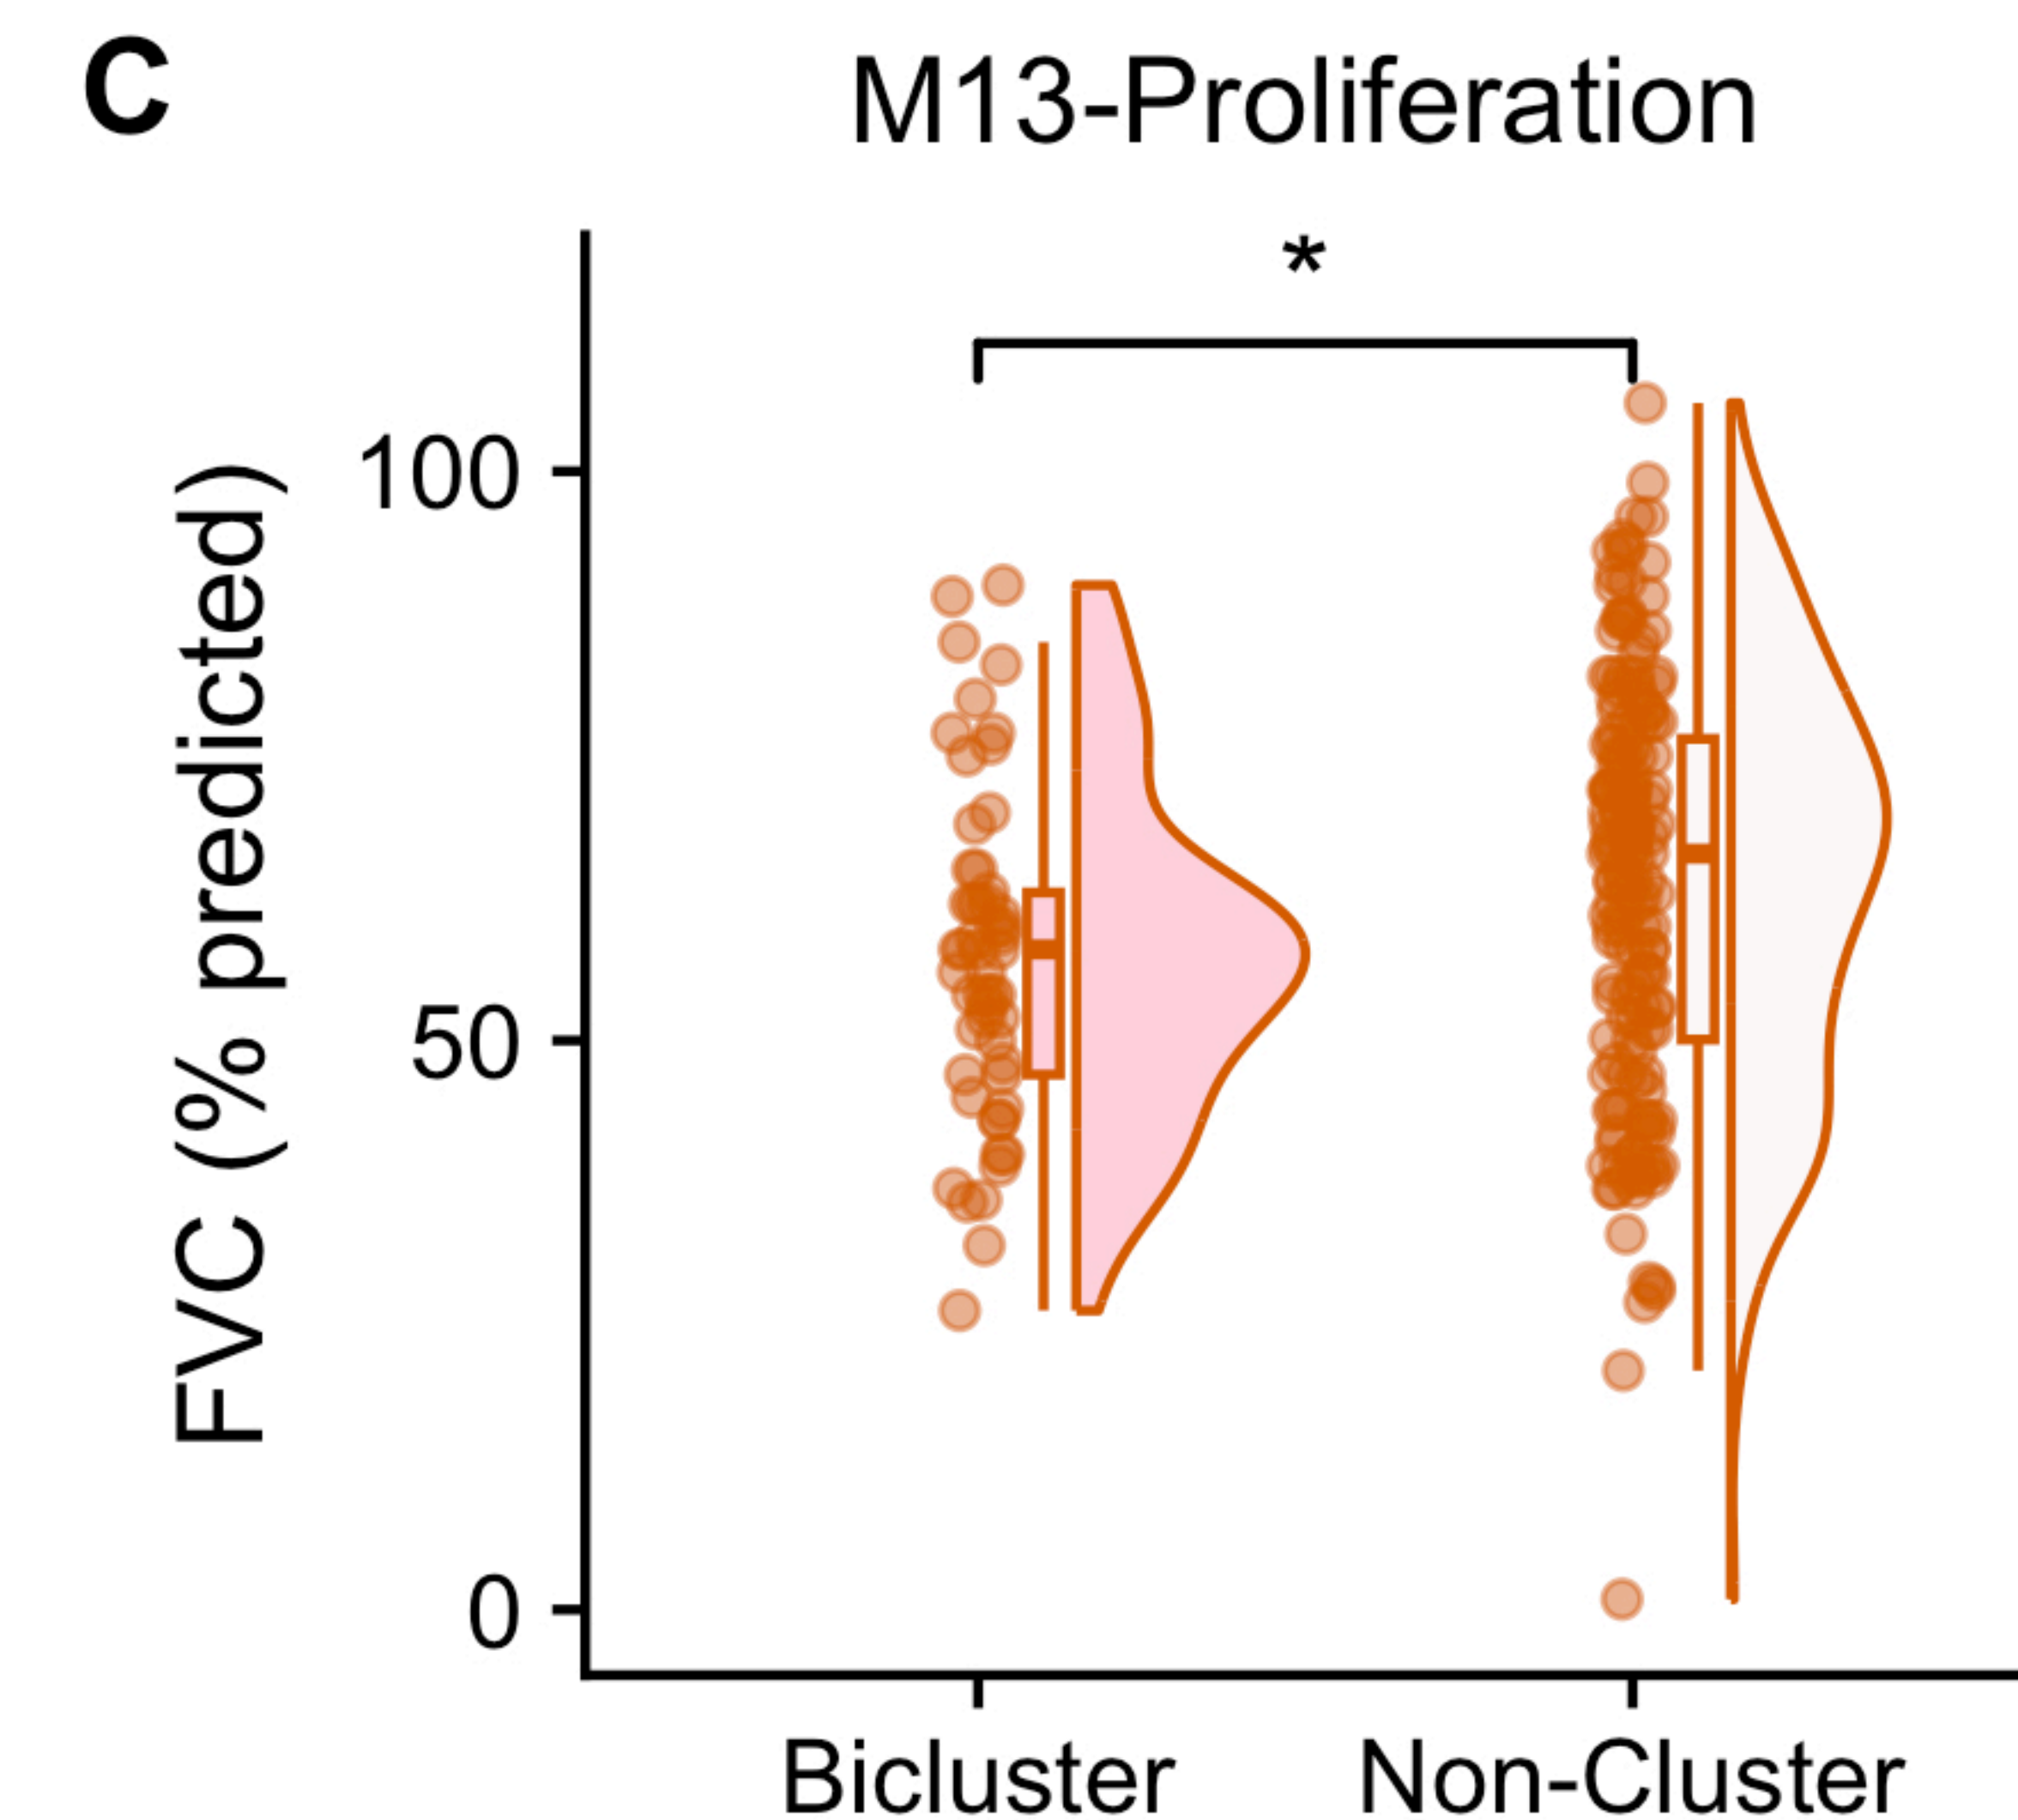 C
M13-Proliferation
*
FVC (% predicted)
100
50
0
Bicluster
Non-Cluster